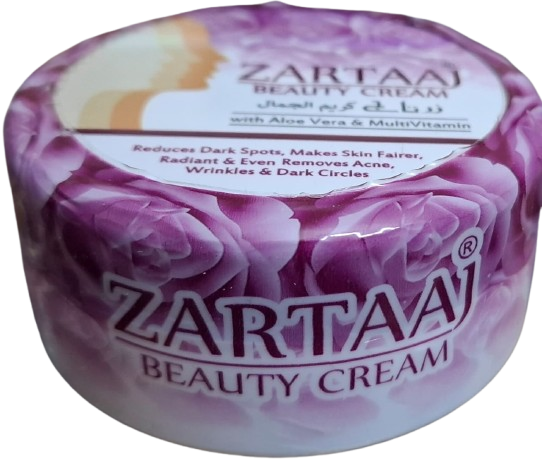 ZARTAAJ
BEAUTY CREAM
زرتاج كريم الجمال
with Aloe Vera & MultiVitamin
Reduces Dark Spots, Makes Skin Fairer,
Radiant & Even Removes Acne,
Wrinkles & Dark Circles
ZARTAAJ®
BEAUTY CREAM